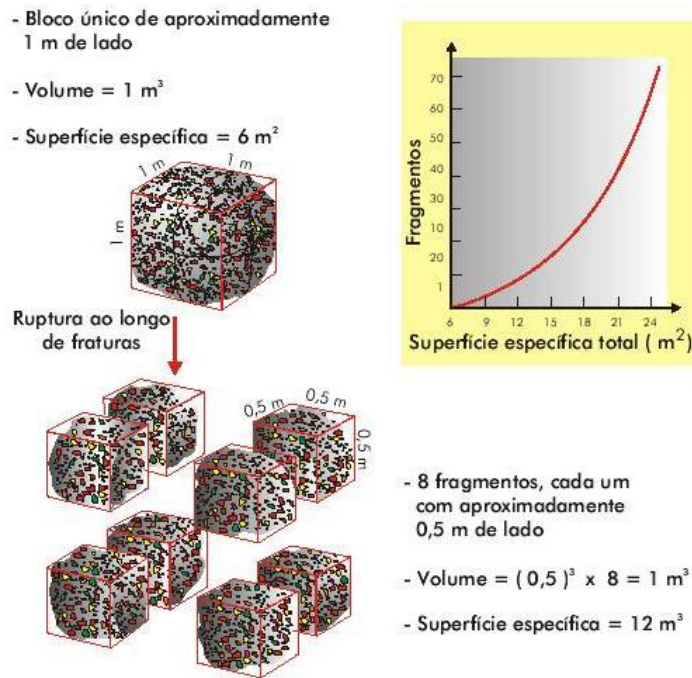 - Bloco único de aproximadamente
1 m de lado
- Volume = 1 m³
- Superfície específica = 6 m²
1 m
1 m
1 m
Ruptura ao longo
de fraturas
0,5 m
0,5 m
0,5 m
Fragmentos
70
60
50
40
30
10
20
1
6 9 12 15 18 21 24
Superfície específica total ( m²)
- 8 fragmentos, cada um
com aproximadamente
0,5 m de lado
- Volume = ( 0,5 )³ x 8 = 1 m³
- Superfície específica = 12 m³